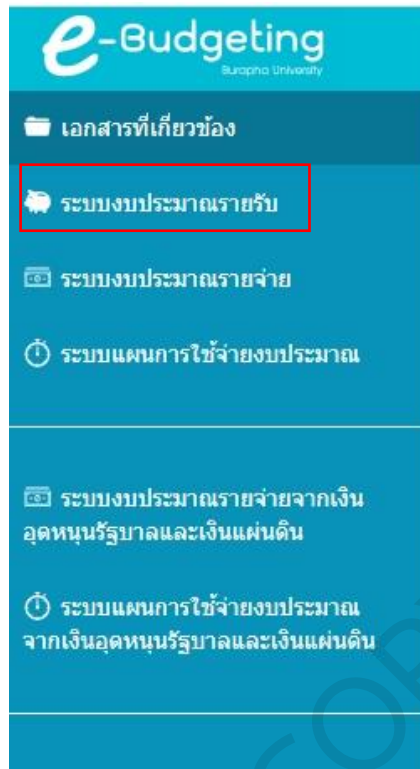 e-Budgeting
Burapha University
เอกสารที่เกี่ยวข้อง
ระบบงบประมาณรายรับ
ระบบงบประมาณรายจ่าย
ระบบแผนการใช้จ่ายงบประมาณ
ระบบงบประมาณรายจ่ายจากเงิน
อุดหนุนรัฐบาลและเงินแผ่นดิน
ระบบแผนการใช้จ่ายงบประมาณ
จากเงินอุดหนุนรัฐบาลและเงินแผ่นดิน